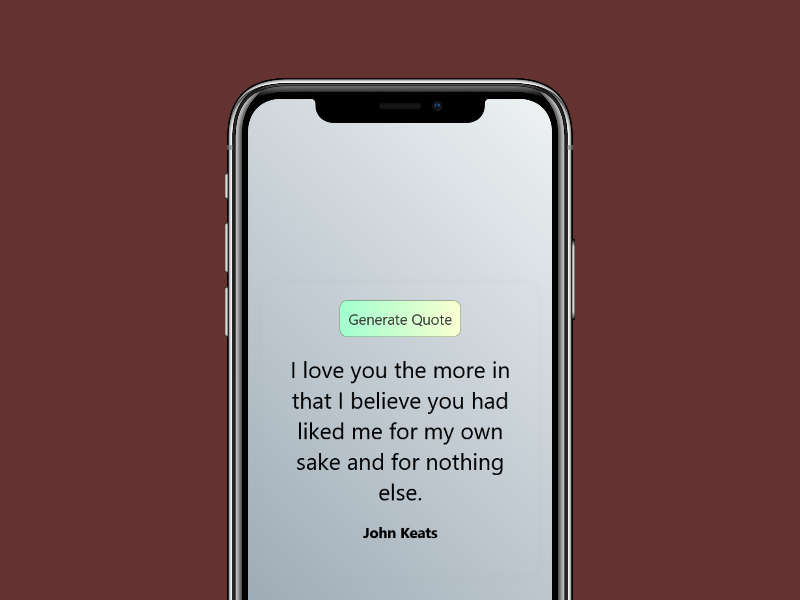 Generate Quote
I love you the more in
that I believe you had
liked me for my own
sake and for nothing
else.
John Keats